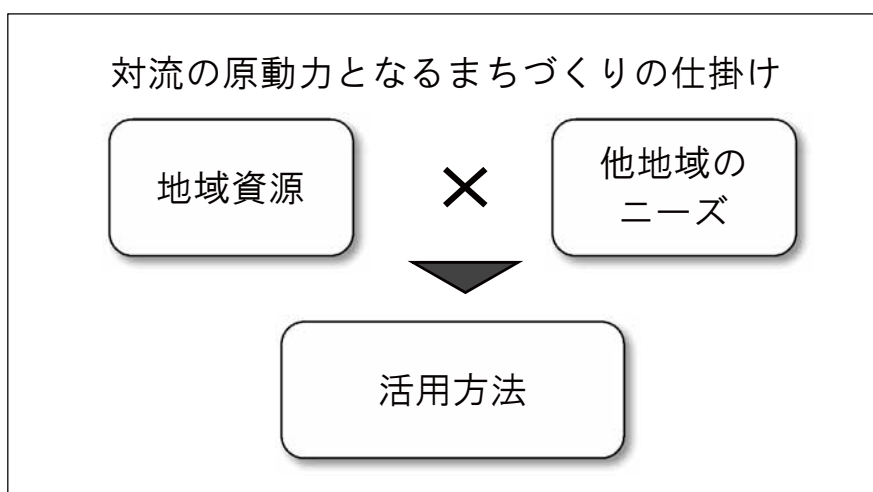 対流の原動力となるまちづくりの仕掛け
地域資源
×
他地域の
ニーズ
活用方法